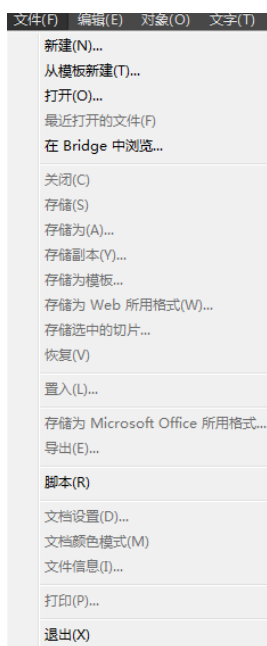 文件(F) 编辑(E) 对象(O) 文字(T)
新建(N)...
从模板新建(T)...
打开(O)...
最近打开的文件(F)
在 Bridge 中浏览...
关闭(C)
存储(S)
存储为(A)...
存储副本(Y)...
存储为模板...
存储为 Web 所用格式(W)...
存储选中的切片...
恢复(V)
置入(L)...
存储为 Microsoft Office 所用格式...
导出(E)...
脚本(R)
文档设置(D)...
文档颜色模式(M)
文件信息(I)...
打印(P)...
退出(X)